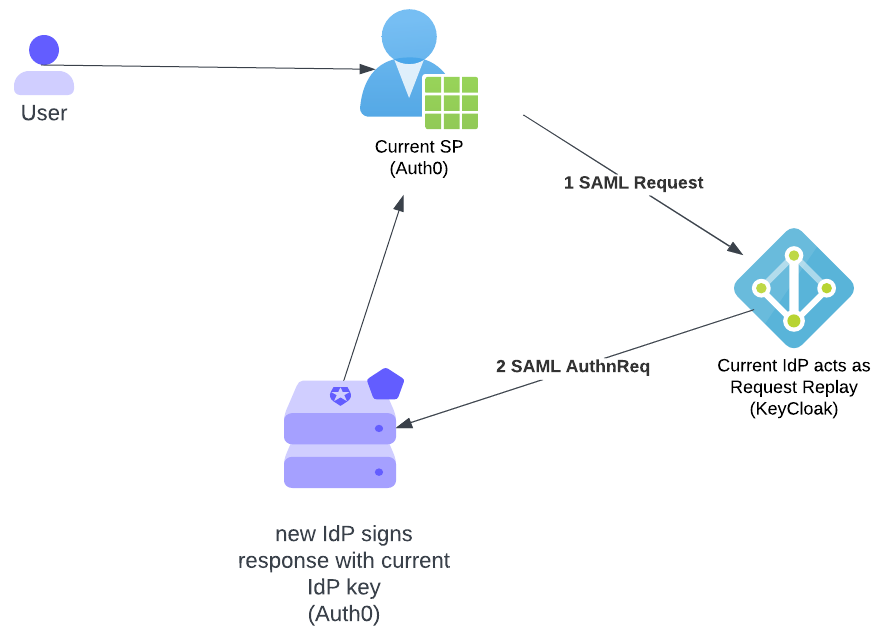 User
Current SP
(Auth0)
1 SAML Request
2 SAML AuthnReq
Current IdP acts as
Request Replay
(KeyCloak)
new IdP signs
response with current
IdP key
(Auth0)